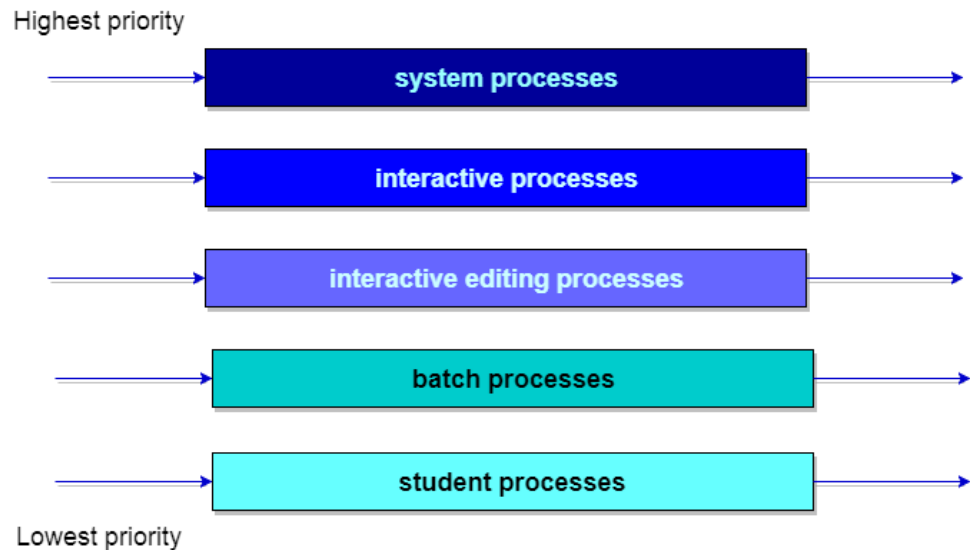 Highest priority
system processes
interactive processes
interactive editing processes
batch processes
student processes
Lowest priority